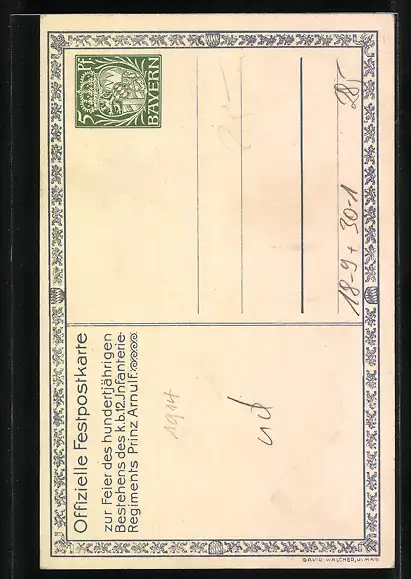 Offizielle Festpostkarte
zur Feier des hundertjährigen
Bestehens des k.b.12.Infanterie-
Regiments Prinz Arnulf.
5 Pf.
BAYERN
1914
18-9+30-1
28,-
DAVID WALCHER, ULM A/D